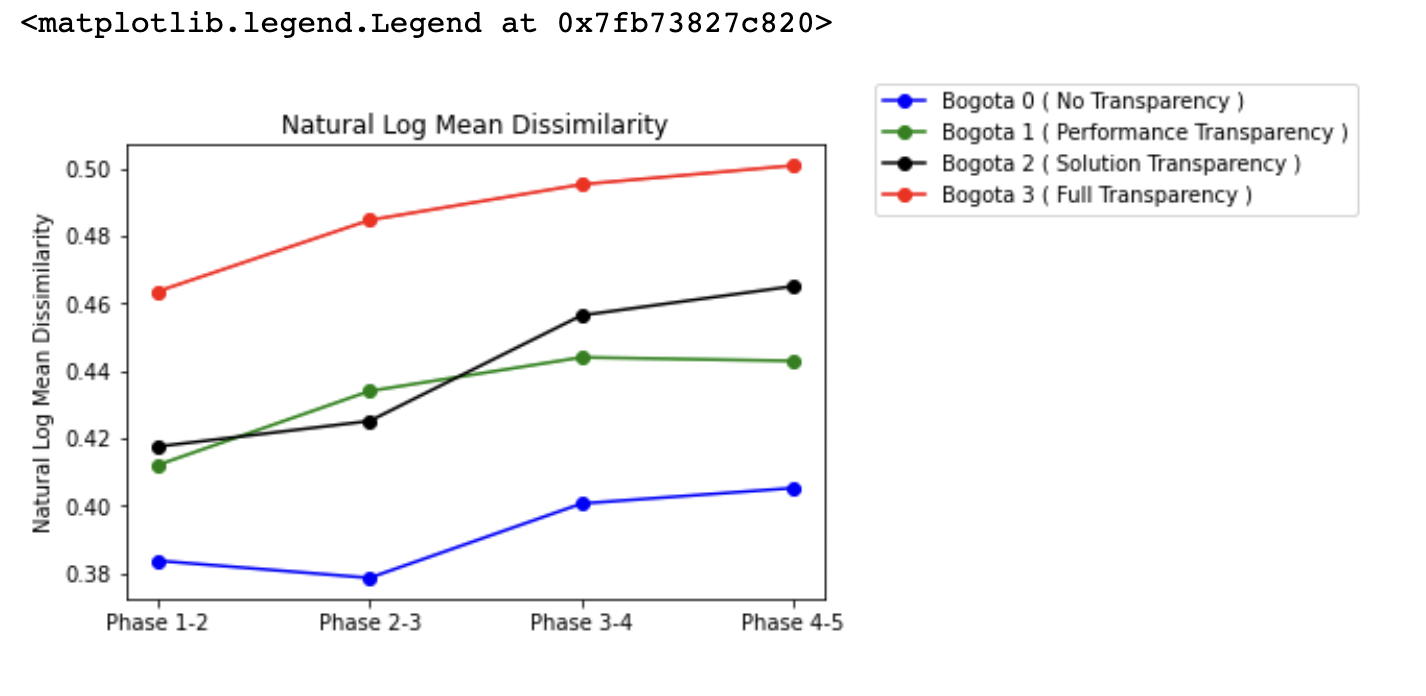 <matplotlib.legend.Legend at 0x7fb73827c820>
Natural Log Mean Dissimilarity
Bogota 0 ( No Transparency )
Bogota 1 ( Performance Transparency )
Bogota 2 ( Solution Transparency )
Bogota 3 ( Full Transparency )
Natural Log Mean Dissimilarity
0.50
0.48
0.46
0.44
0.42
0.40
0.38
Phase 1-2 Phase 2-3 Phase 3-4 Phase 4-5